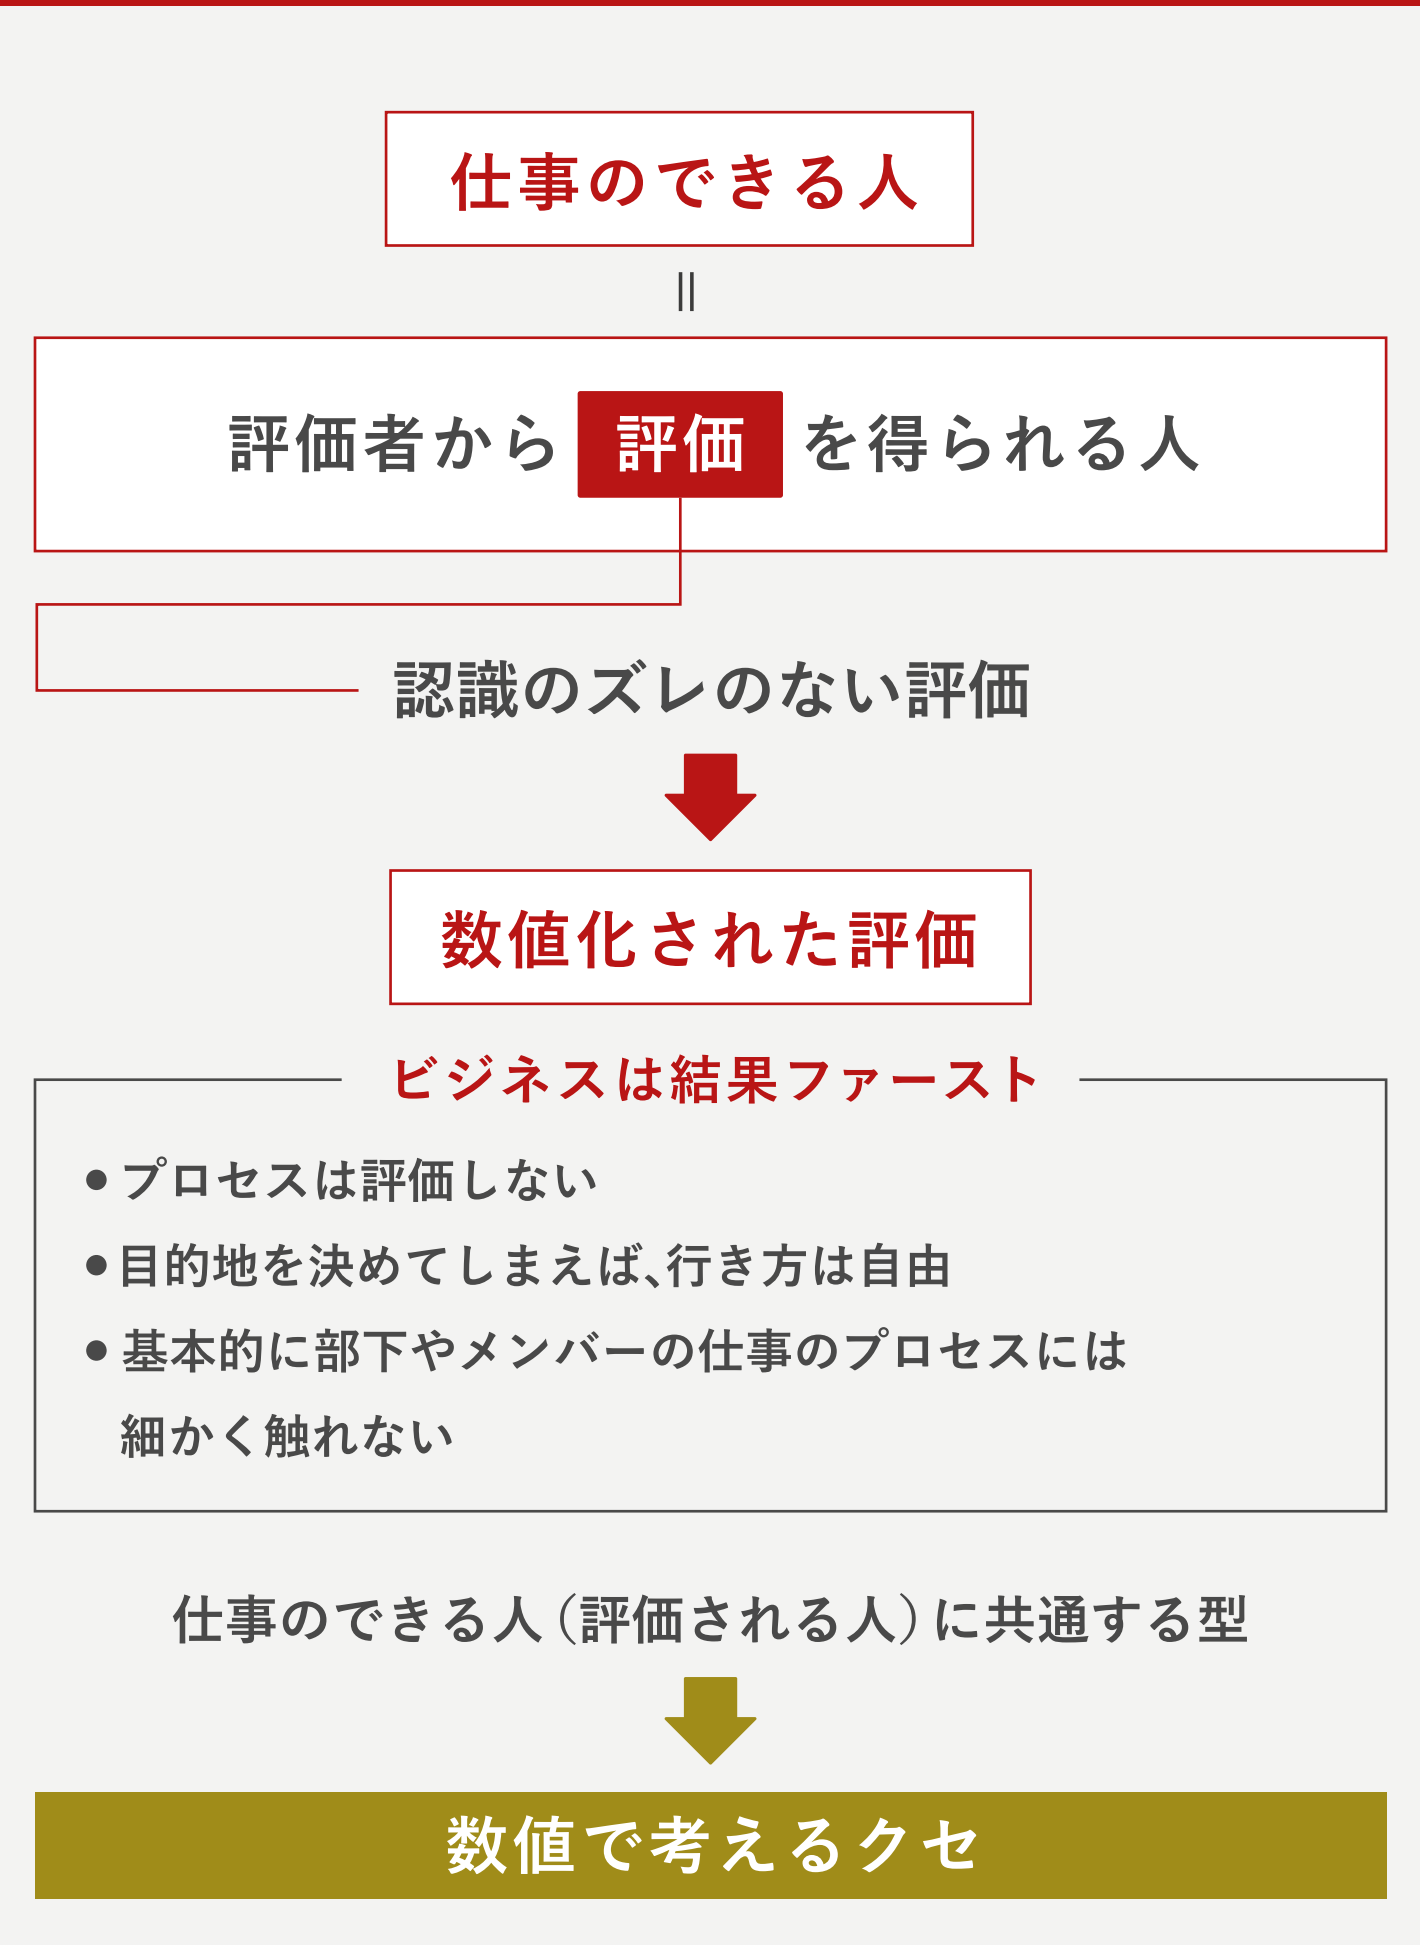 仕事のできる人
||
評価者から 評価 を得られる人
認識のズレのない評価
数値化された評価
ビジネスは結果ファースト
●プロセスは評価しない
●目的地を決めてしまえば、行き方は自由
●基本的に部下やメンバーの仕事のプロセスには
細かく触れない
仕事のできる人（評価される人）に共通する型
数値で考えるクセ